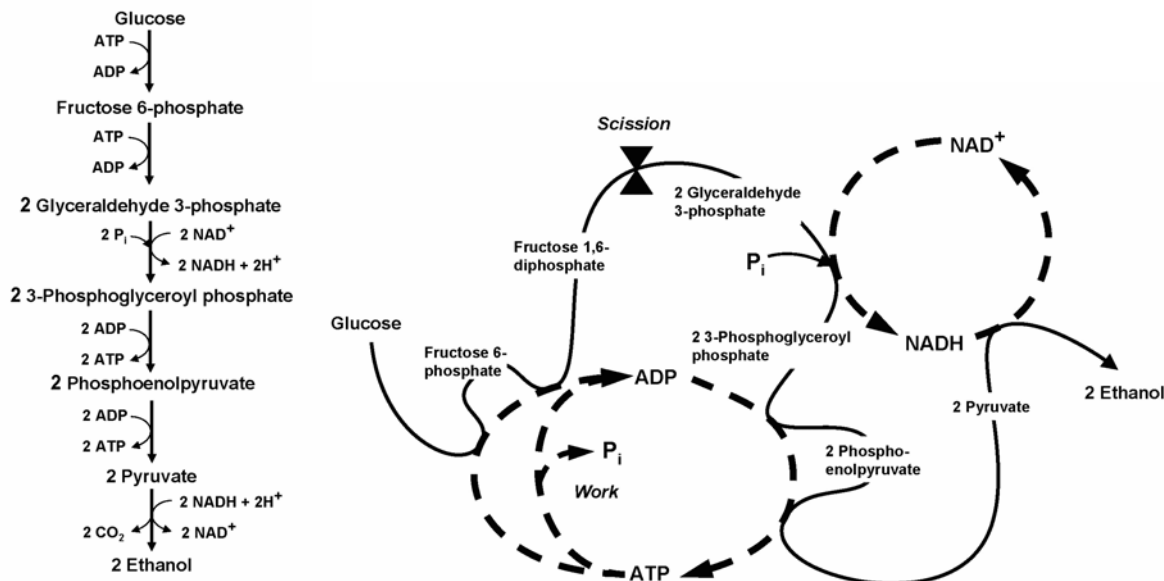 Glucose
ATP
ADP
Fructose 6-phosphate
ATP
ADP
2 Glyceraldehyde 3-phosphate
2 Pi 2 NAD+
2 NADH + 2H+
2 3-Phosphoglyceroyl phosphate
2 ADP
2 ATP
2 Phosphoenolpyruvate
2 ADP
2 ATP
2 Pyruvate
2 NADH + 2H+
2 CO2 2 NAD+
2 Ethanol
Scission
NAD+
2 Glyceraldehyde
3-phosphate
Fructose 1,6-
diphosphate
Pi
Glucose
2 3-Phosphoglyceroyl
phosphate
NADH
Fructose 6-
phosphate
ADP
2 Ethanol
2 Pyruvate
Pi
2 Phospho-
enolpyruvate
Work
ATP